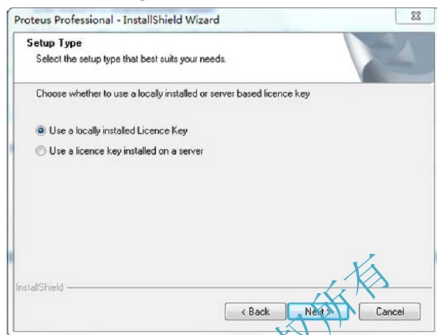 Proteus Professional - InstallShield Wizard
Setup Type
Select the setup type that best suits your needs.
Choose whether to use a locally installed or server based licence key
Use a locally installed Licence Key
Use a licence key installed on a server
InstallShield
< Back
Next >
Cancel
所有